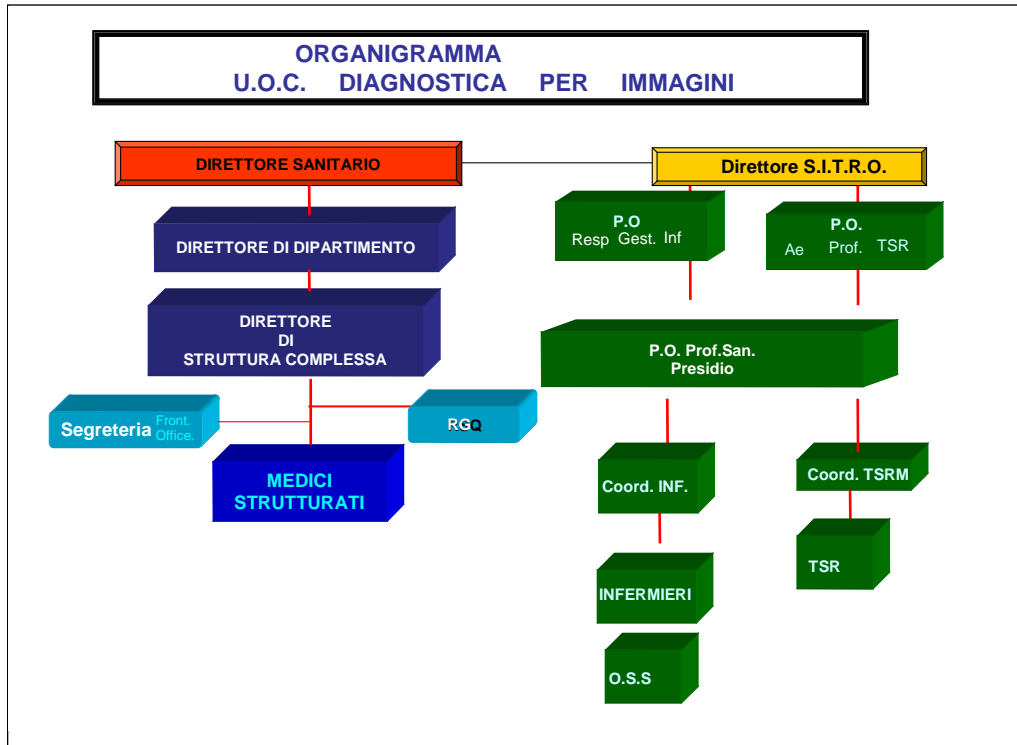 ORGANIGRAMMA
U.O.C. DIAGNOSTICA PER IMMAGINI
DIRETTORE SANITARIO
Direttore S.I.T.R.O.
DIRETTORE DI DIPARTIMENTO
P.O
Resp Gest. Inf
P.O.
Ae Prof. TSR
DIRETTORE
DI
STRUTTURA COMPLESSA
P.O. Prof.San.
Presidio
Segreteria Front.
Office.
RGQ
MEDICI
STRUTTURATI
Coord. INF.
Coord. TSRM
INFERMIERI
TSR
O.S.S